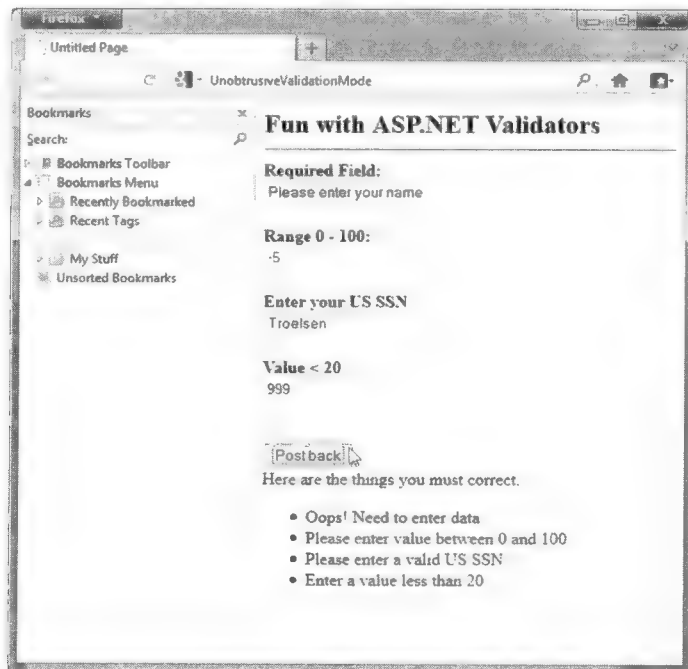 Firefox
Untitled Page
UnobtrusiveValidationMode
Bookmarks
Search:
Bookmarks Toolbar
Bookmarks Menu
Recently Bookmarked
Recent Tags
My Stuff
Unsorted Bookmarks
Fun with ASP.NET Validators
Required Field:
Please enter your name
Range 0 - 100:
-5
Enter your US SSN
Troelsen
Value < 20
999
Post back
Here are the things you must correct.
• Oops! Need to enter data
• Please enter value between 0 and 100
• Please enter a valid US SSN
• Enter a value less than 20